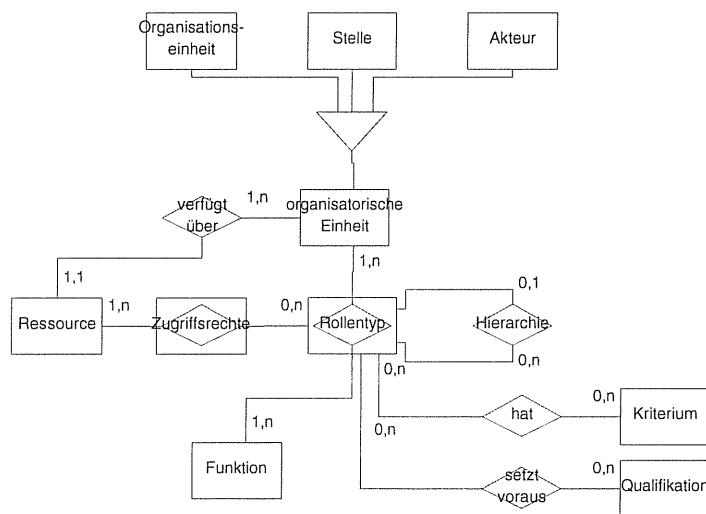 Organisations-
einheit
Stelle
Akteur
verfügt
über
1,n
organisatorische
Einheit
1,1
1,n
0,1
Ressource
1,n
Zugriffsrechte
0,n
Rollentyp
Hierarchie
0,n
0,n
1,n
0,n
hat
0,n
Kriterium
Funktion
setzt
voraus
0,n
Qualifikation